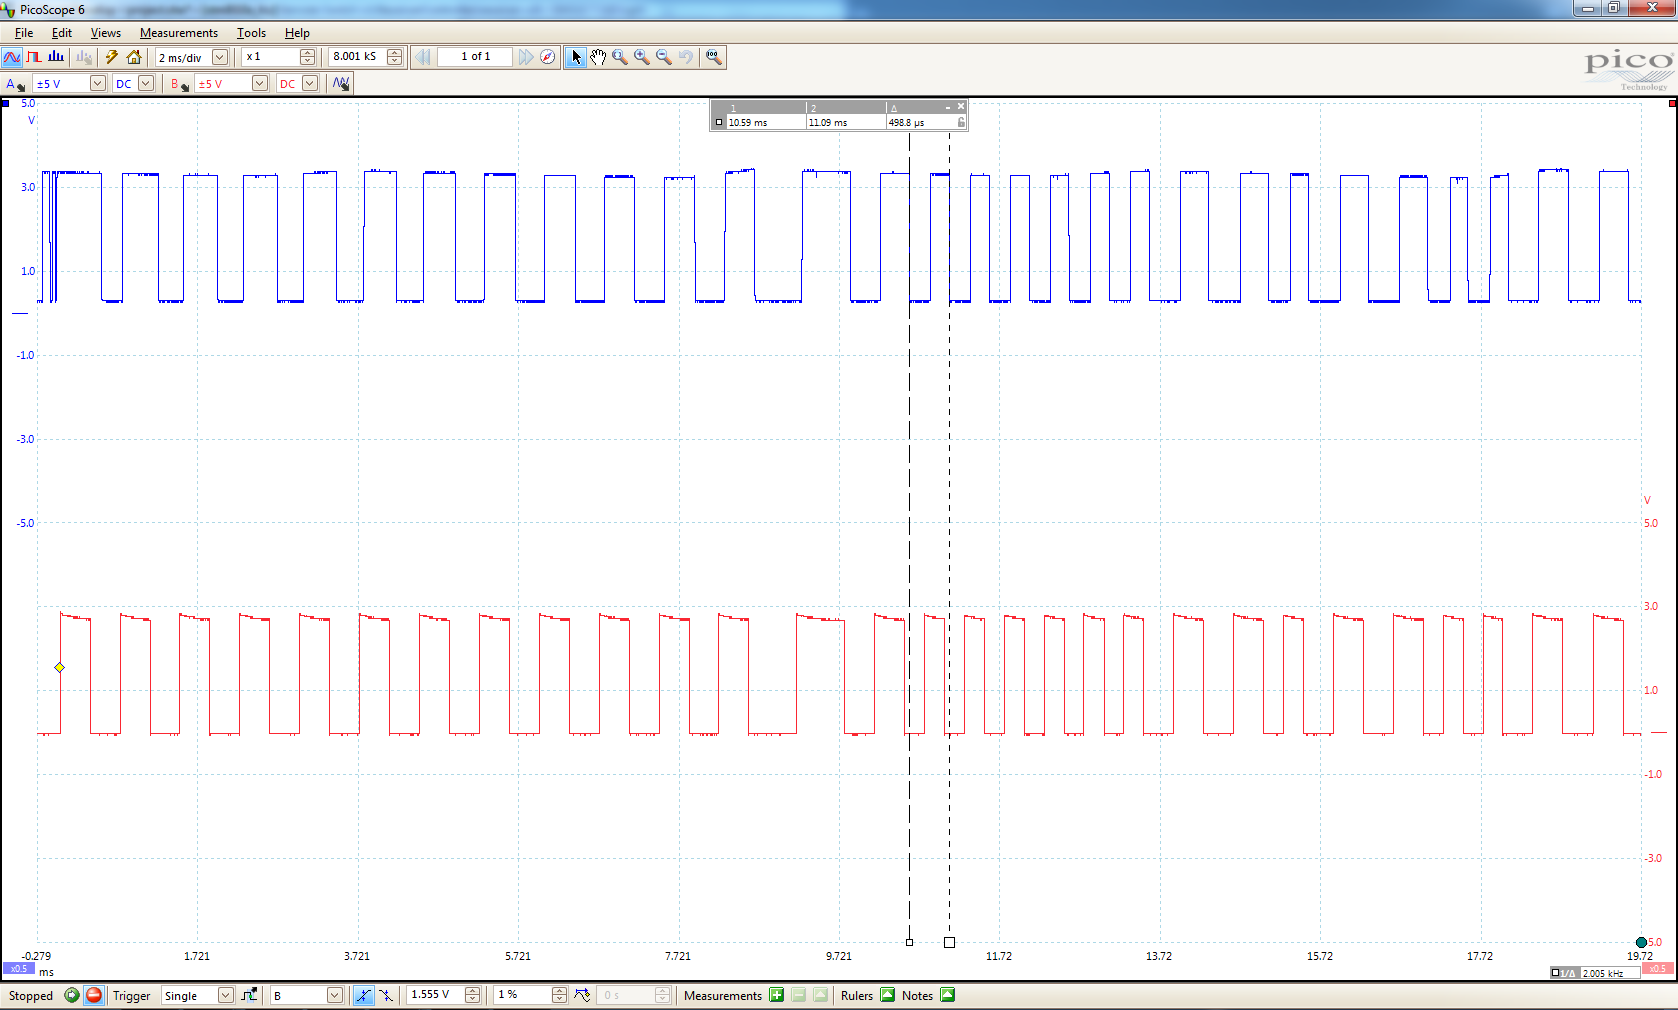 PicoScope 6
File Edit Views Measurements Tools Help
2 ms/div x 1 8.001 kS 1 of 1
pico
Technology
A ±5 V DC B ±5 V DC
1 2 Δ
10.59 ms 11.09 ms 498.8 µs
5.0
V
3.0
1.0
-1.0
-3.0
-5.0
V
5.0
3.0
1.0
-1.0
-3.0
-5.0
-0.279 1.721 3.721 5.721 7.721 9.721 11.72 13.72 15.72 17.72 19.72
x0.5 ms 1/Δ 2.005 kHz x0.5
Stopped Trigger Single B 1.555 V 1 % 0 s Measurements Rulers Notes